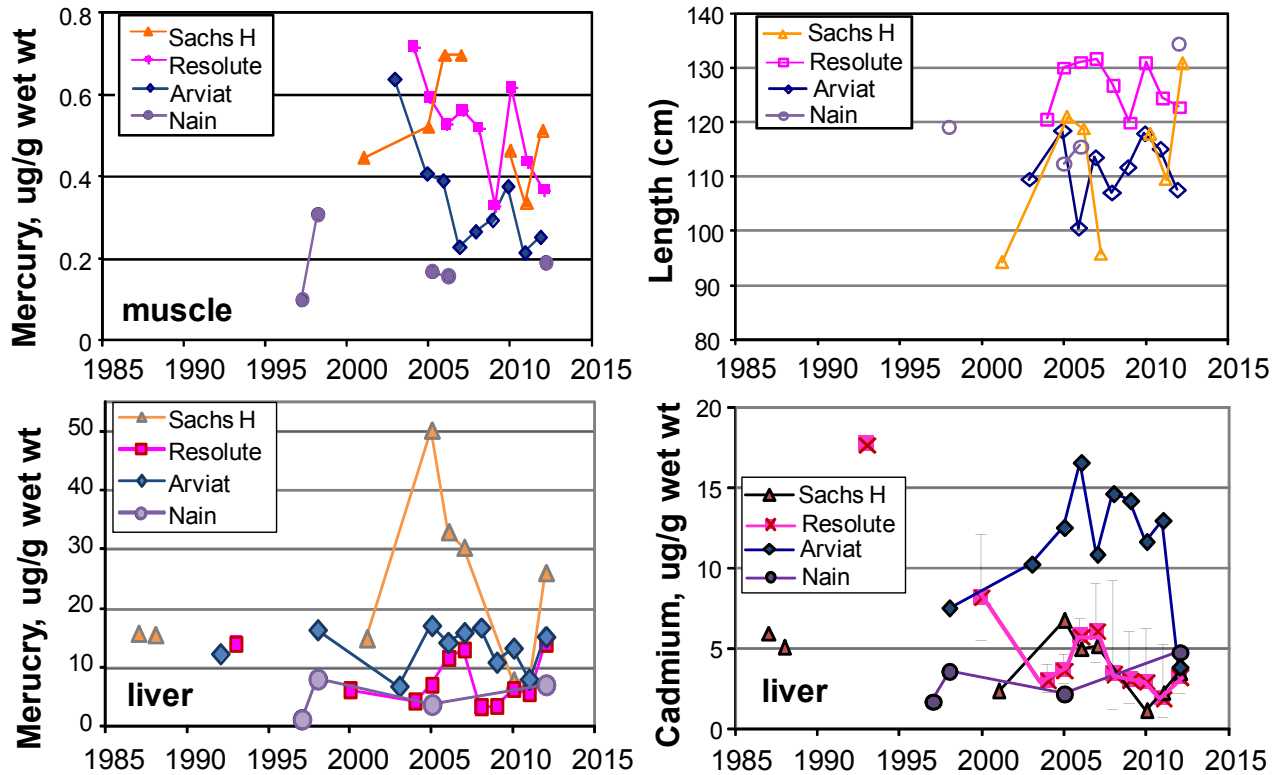 Mercury, ug/g wet wt
0.8
0.6
0.4
0.2
0
Sachs H
Resolute
Arviat
Nain
muscle
1985 1990 1995 2000 2005 2010 2015
Length (cm)
140
130
120
110
100
90
80
Sachs H
Resolute
Arviat
Nain
1985 1990 1995 2000 2005 2010 2015
Merucry, ug/g wet wt
50
40
30
20
10
0
Sachs H
Resolute
Arviat
Nain
liver
1985 1990 1995 2000 2005 2010 2015
Cadmium, ug/g wet wt
20
15
10
5
0
Sachs H
Resolute
Arviat
Nain
liver
1985 1990 1995 2000 2005 2010 2015